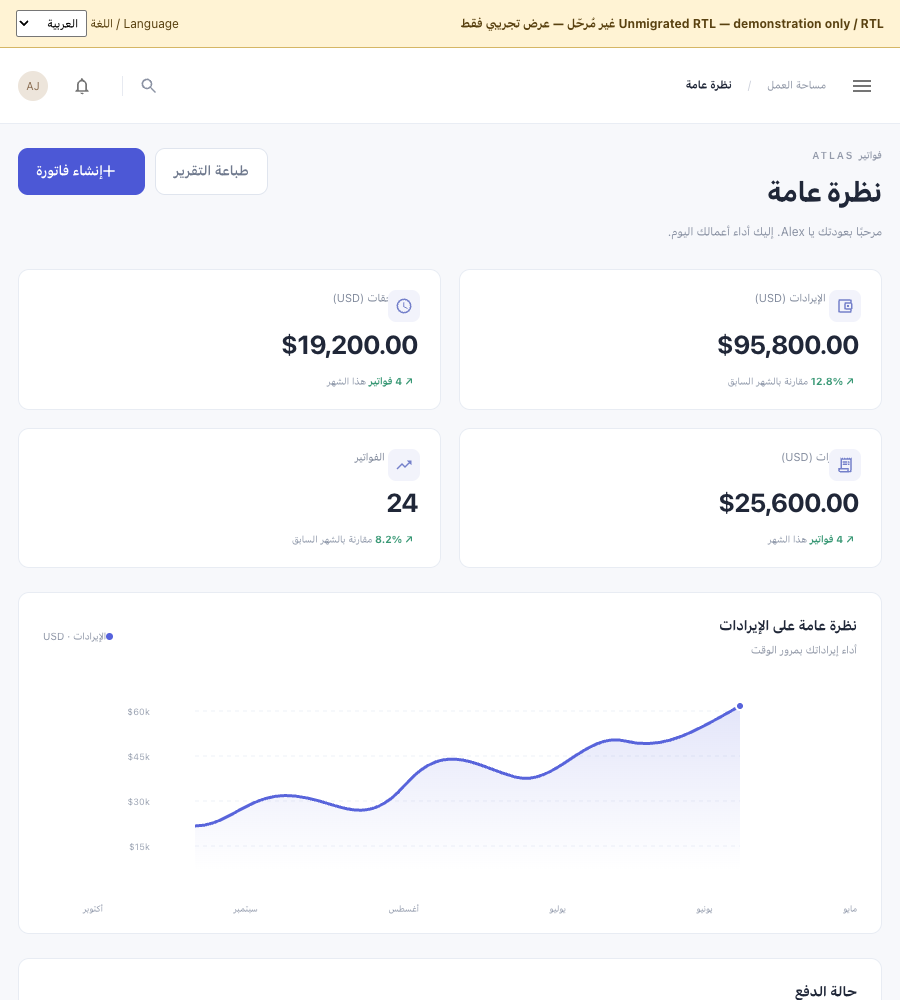 Unmigrated RTL — demonstration only / RTL غير مُرحّل — عرض تجريبي فقط
Language / اللغة
العربية
مساحة العمل / نظرة عامة
AJ
فواتير ATLAS
نظرة عامة
مرحبًا بعودتك يا Alex. إليك أداء أعمالك اليوم.
طباعة التقرير
إنشاء فاتورة
الإيرادات (USD)
$95,800.00
12.8% مقارنة بالشهر السابق
(USD)
$19,200.00
4 فواتير هذا الشهر
(USD)
$25,600.00
4 فواتير هذا الشهر
الفواتير
24
8.2% مقارنة بالشهر السابق
نظرة عامة على الإيرادات
أداء إيراداتك بمرور الوقت
الإيرادات · USD
$60k
$45k
$30k
$15k
مايو
يونيو
يوليو
أغسطس
سبتمبر
أكتوبر
حالة الدفع